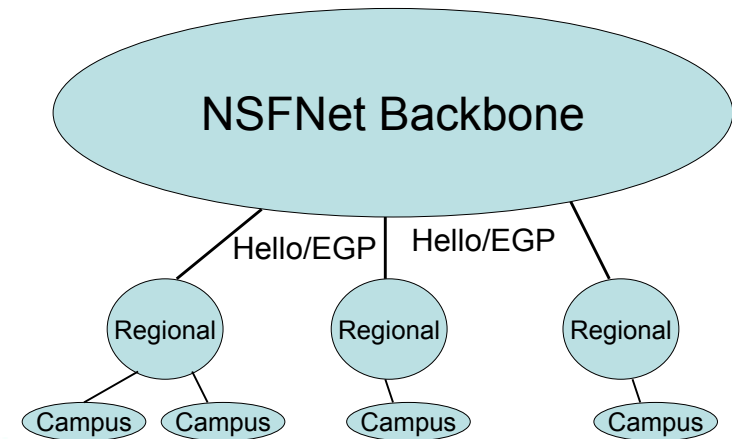 NSFNet Backbone
Hello/EGP
Hello/EGP
Regional
Regional
Regional
Campus
Campus
Campus
Campus